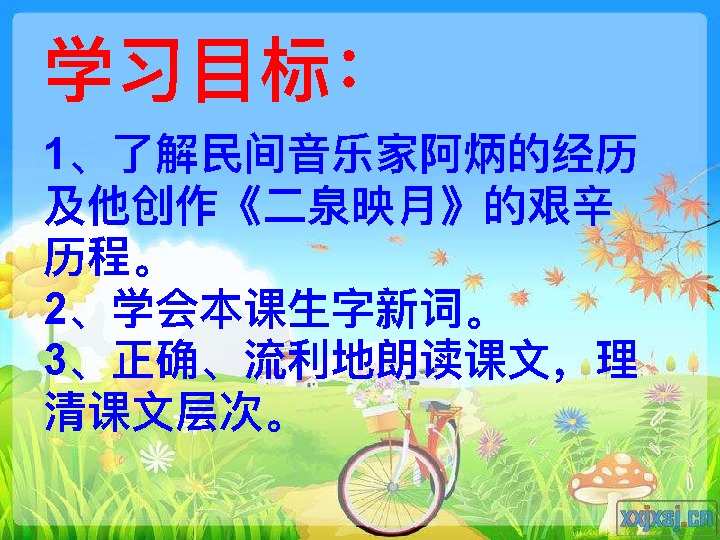 学习目标：
1、了解民间音乐家阿炳的经历
及他创作《二泉映月》的艰辛
历程。
2、学会本课生字新词。
3、正确、流利地朗读课文，理
清课文层次。
xxjxsj.cn